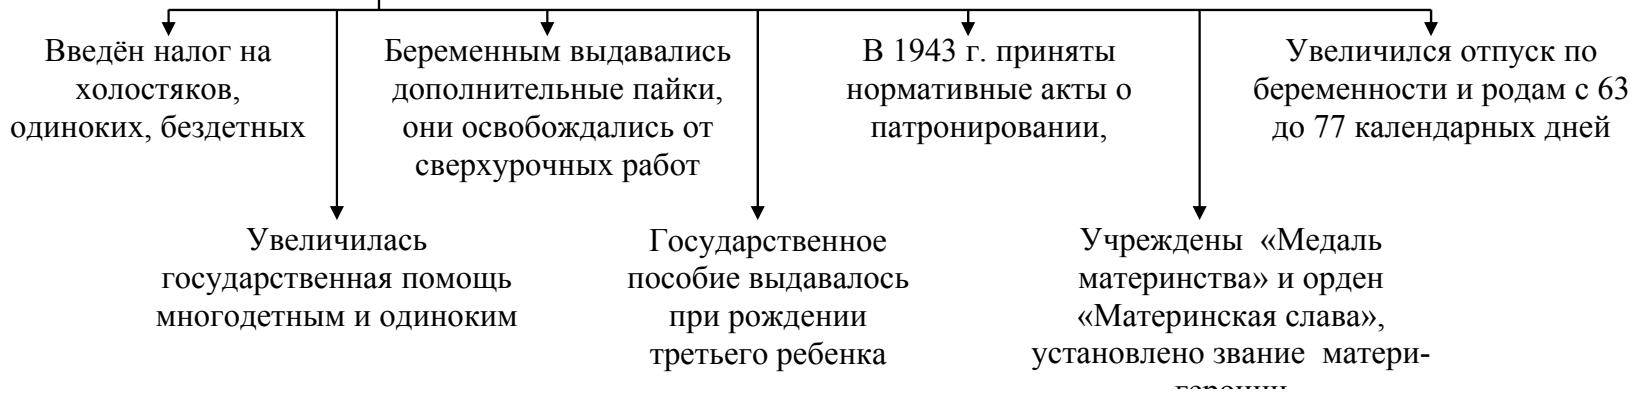 Введён налог на
холостяков,
одиноких, бездетных
Беременным выдавались
дополнительные пайки,
они освобождались от
сверхурочных работ
В 1943 г. приняты
нормативные акты о
патронировании,
Увеличился отпуск по
беременности и родам с 63
до 77 календарных дней
Увеличилась
государственная помощь
многодетным и одиноким
Государственное
пособие выдавалось
при рождении
третьего ребенка
Учреждены «Медаль
материнства» и орден
«Материнская слава»,
установлено звание матери-